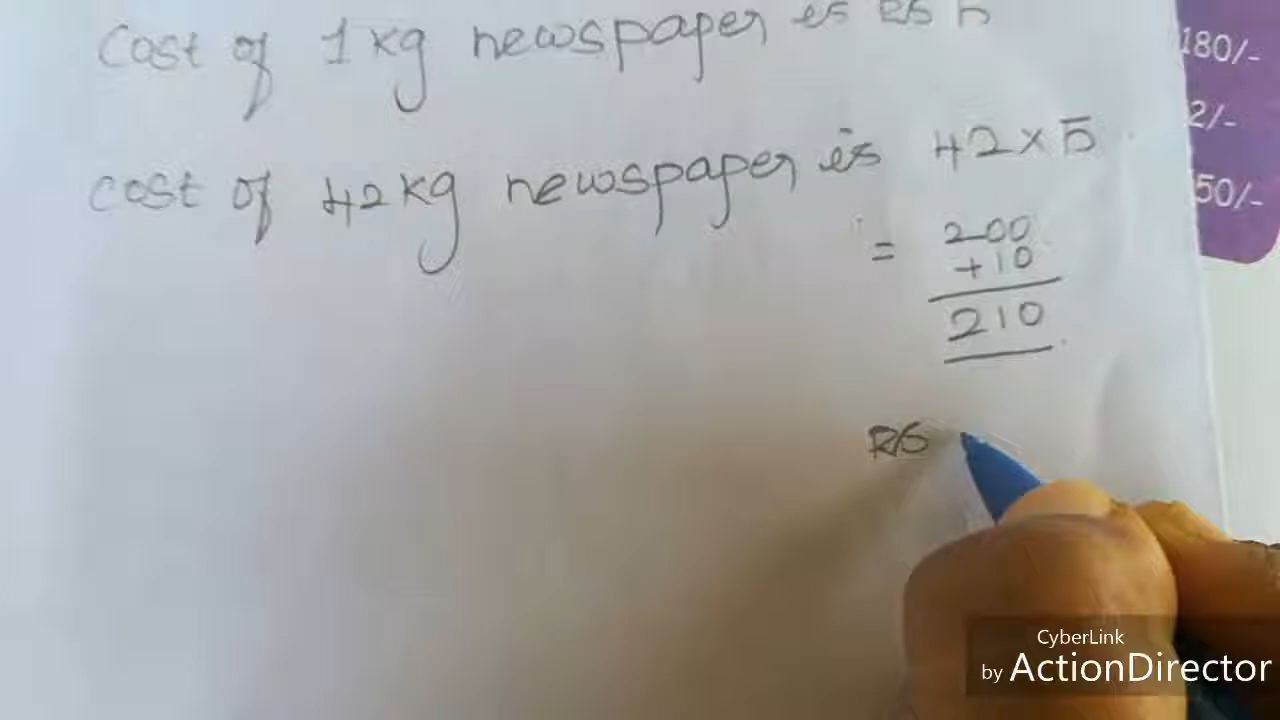 Cost of 1 kg newspaper is Rs 5
180/-
2/-
cost of 42 kg newspaper is 42 x 5
50/-
= 200
+10
210
RS
CyberLink
by ActionDirector